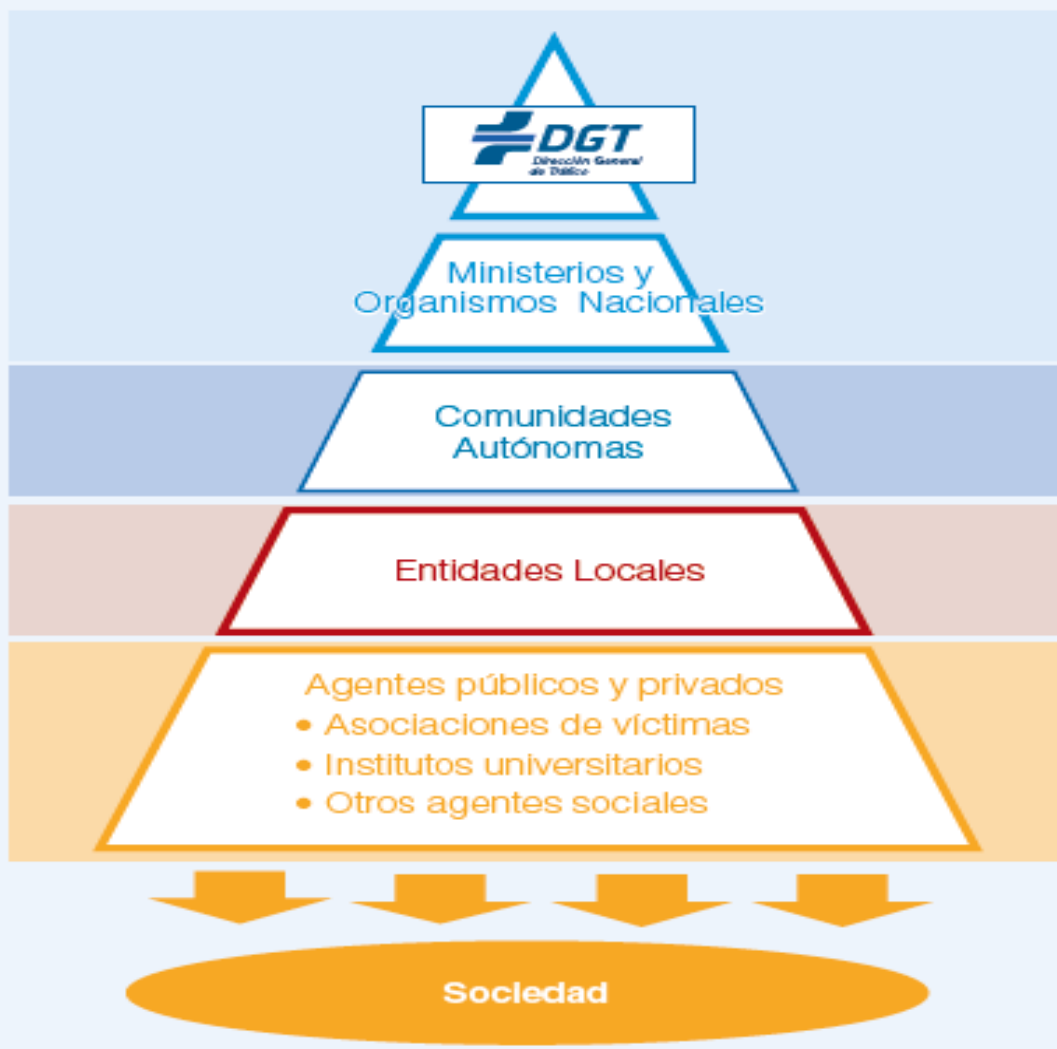 DGT
Dirección General
de Tráfico
Ministerios y
Organismos Nacionales
Comunidades
Autónomas
Entidades Locales
Agentes públicos y privados
• Asociaciones de víctimas
• Institutos universitarios
• Otros agentes sociales
Sociedad